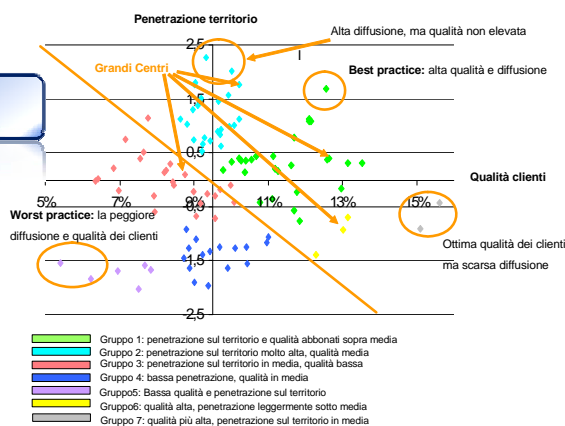 Penetrazione territorio
2,5
Alta diffusione, ma qualità non elevata
Grandi Centri
Best practice: alta qualità e diffusione
1,5
0,5
Qualità clienti
5%
7%
9%
11%
13%
15%
-0,5
Worst practice: la peggiore
diffusione e qualità dei clienti
Ottima qualità dei clienti
ma scarsa diffusione
-1,5
-2,5
Gruppo 1: penetrazione sul territorio e qualità abbonati sopra media
Gruppo 2: penetrazione sul territorio molto alta, qualità media
Gruppo 3: penetrazione sul territorio in media, qualità bassa
Gruppo 4: bassa penetrazione, qualità in media
Gruppo5: Bassa qualità e penetrazione sul territorio
Gruppo6: qualità alta, penetrazione leggermente sotto media
Gruppo 7: qualità più alta, penetrazione sul territorio in media